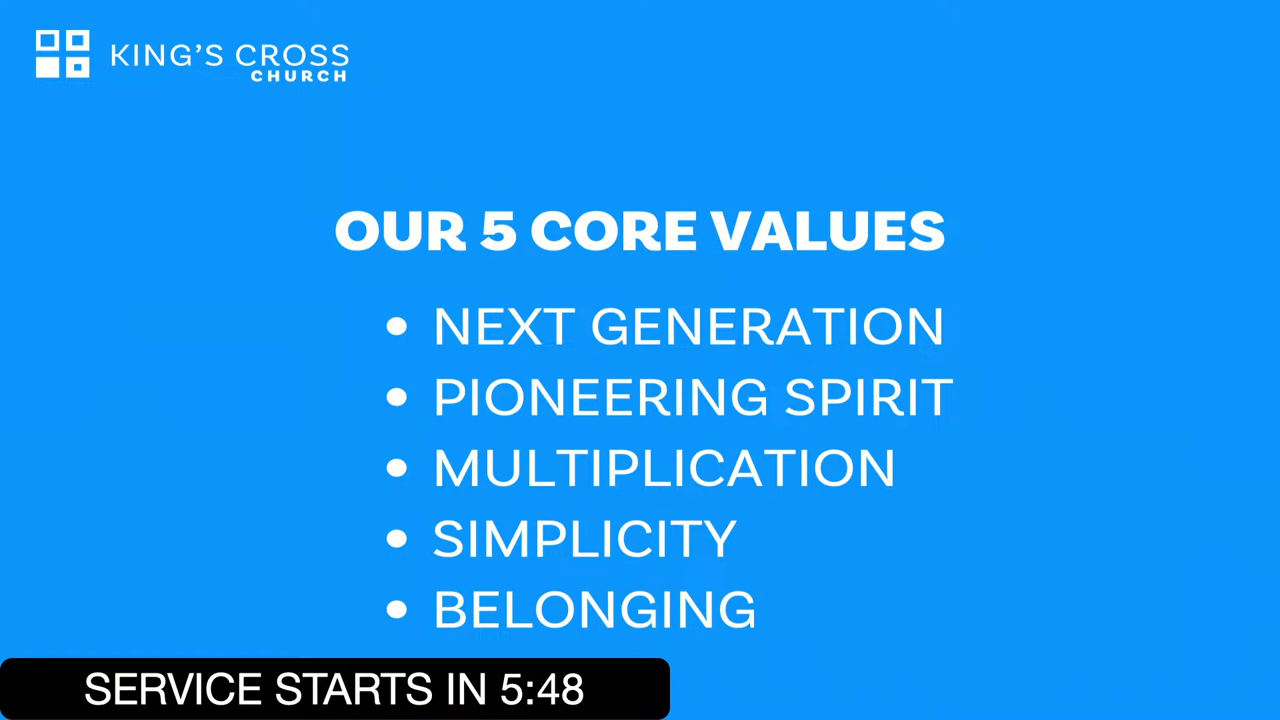 KING'S CROSS
CHURCH
OUR 5 CORE VALUES
• NEXT GENERATION
• PIONEERING SPIRIT
• MULTIPLICATION
• SIMPLICITY
• BELONGING
SERVICE STARTS IN 5:48